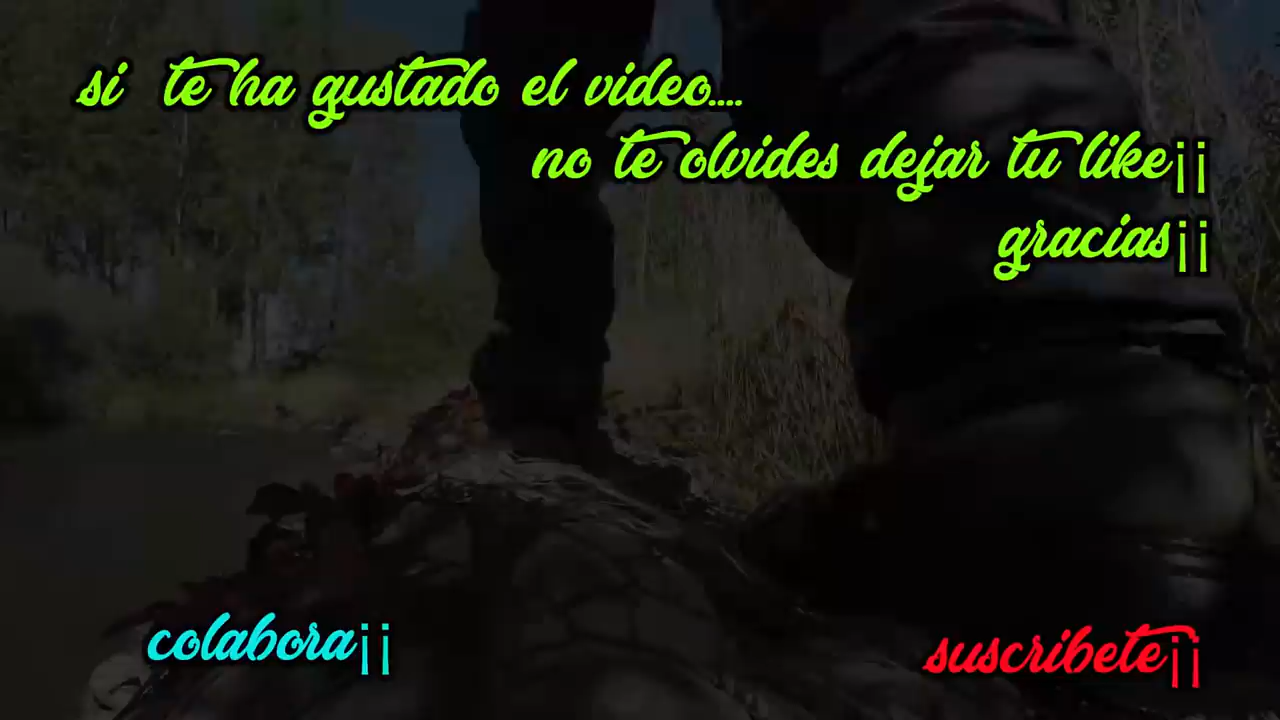 si te ha gustado el video....
no te olvides dejar tu like¡¡
gracias¡¡
colabora¡¡
suscribete¡¡